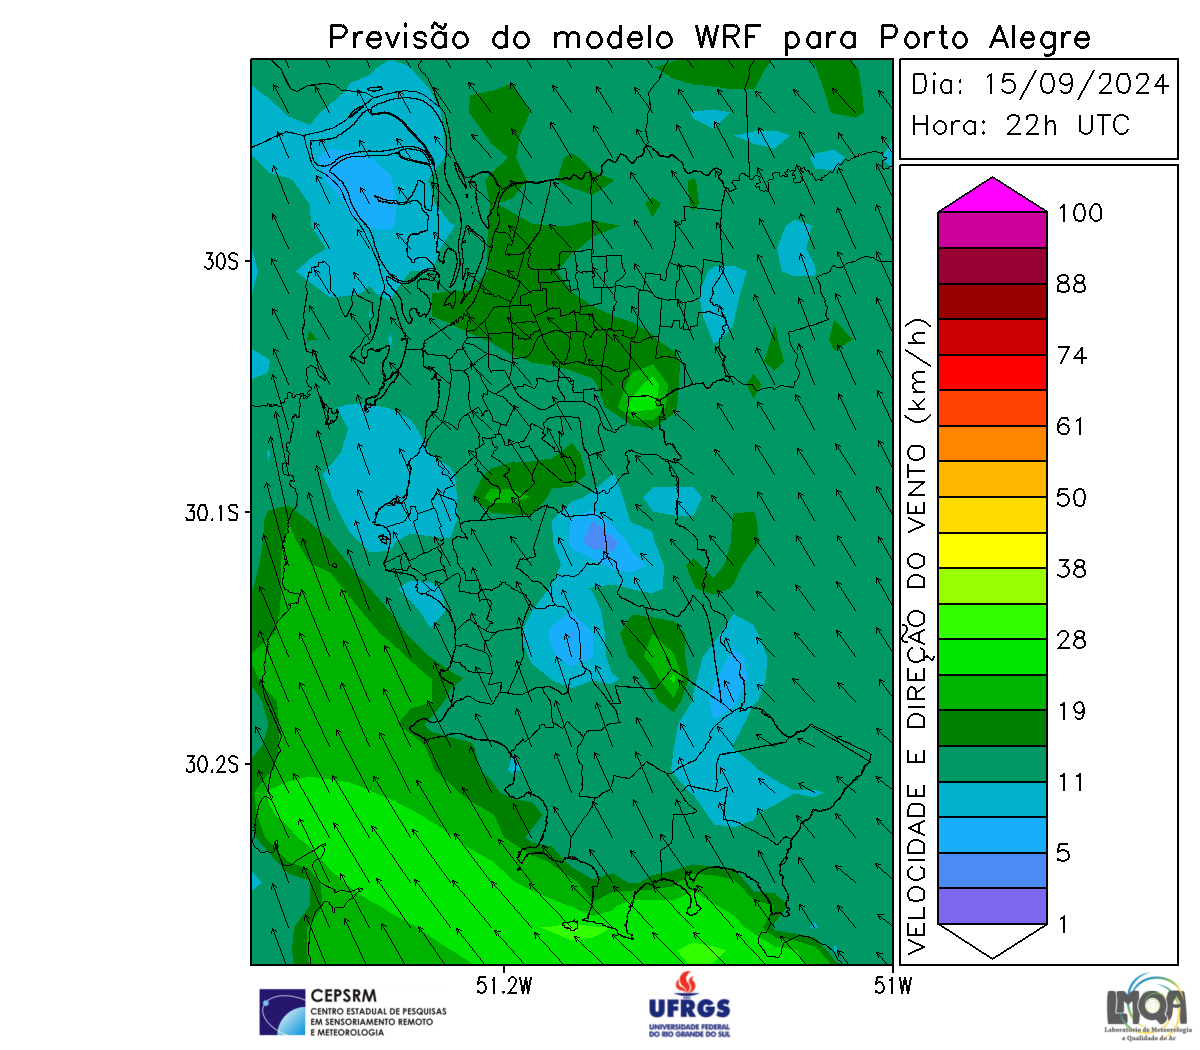 Previsão do modelo WRF para Porto Alegre
Dia: 15/09/2024
Hora: 22h UTC
30S
30.1S
30.2S
51.2W
51W
VELOCIDADE E DIREÇÃO DO VENTO (km/h)
100
88
74
61
50
38
28
19
11
5
1
CEPSRM
CENTRO ESTADUAL DE PESQUISAS
EM SENSORIAMENTO REMOTO
E METEOROLOGIA
UFRGS
UNIVERSIDADE FEDERAL
DO RIO GRANDE DO SUL
LMQA
Laboratório de Meteorologia
e Qualidade do Ar